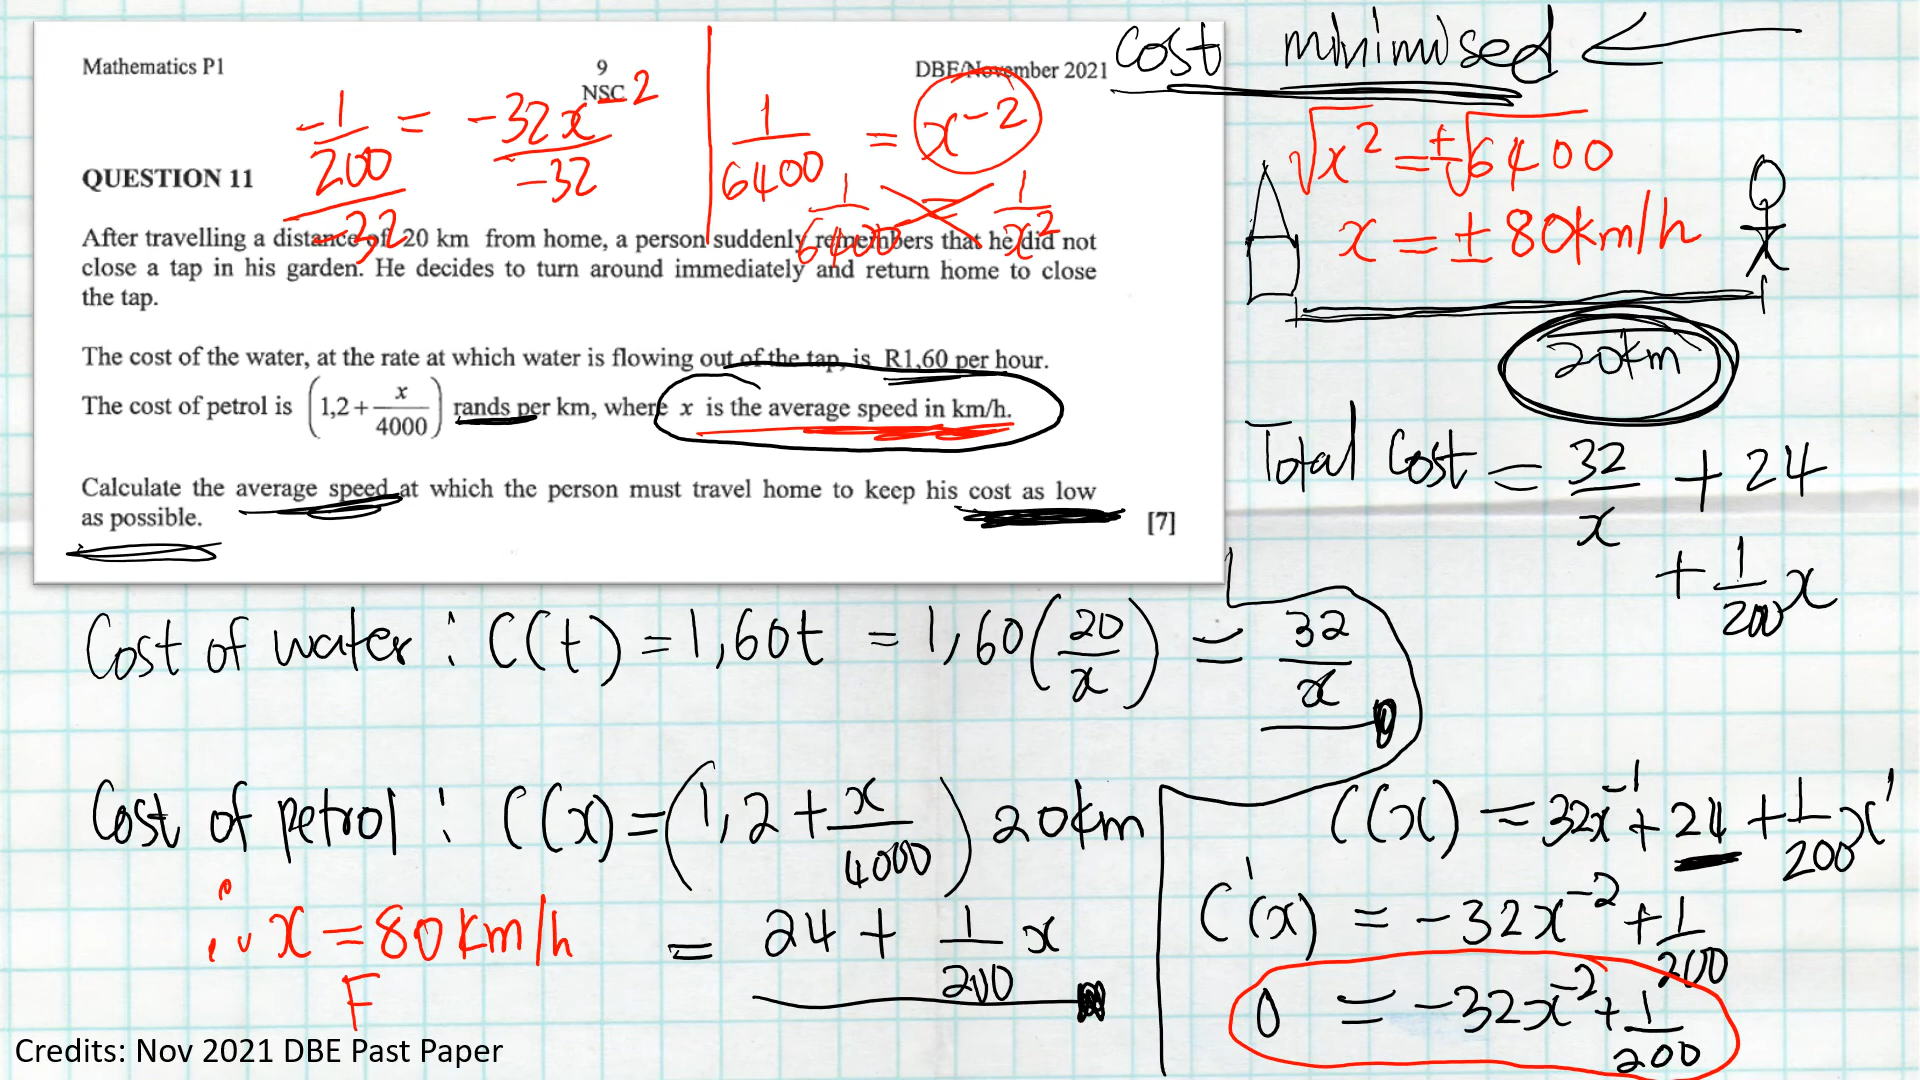 Mathematics P1
9
NSC
DBE/November 2021
cost minimised
-1/200 / -32 = -32x^-2 / -32
1/6400 = x^-2
1/6400 = 1/x²
√x² = ±√6400
x = ±80km/h
QUESTION 11
After travelling a distance of 20 km from home, a person suddenly remembers that he did not
close a tap in his garden. He decides to turn around immediately and return home to close
the tap.
The cost of the water, at the rate at which water is flowing out of the tap, is R1,60 per hour.
The cost of petrol is (1,2 + x/4000) rands per km, where x is the average speed in km/h.
Calculate the average speed at which the person must travel home to keep his cost as low
as possible.
[7]
20km
Total Cost = 32/x + 24
+ 1/200 x
Cost of water : C(t) = 1,60t = 1,60(20/x) = 32/x
Cost of petrol : C(x) = (1,2 + x/4000) 20km
= 24 + 1/200 x
C(x) = 32x^-1 + 24 + 1/200 x^1
C'(x) = -32x^-2 + 1/200
0 = -32x^-2 + 1/200
∴ x = 80km/h
F
Credits: Nov 2021 DBE Past Paper